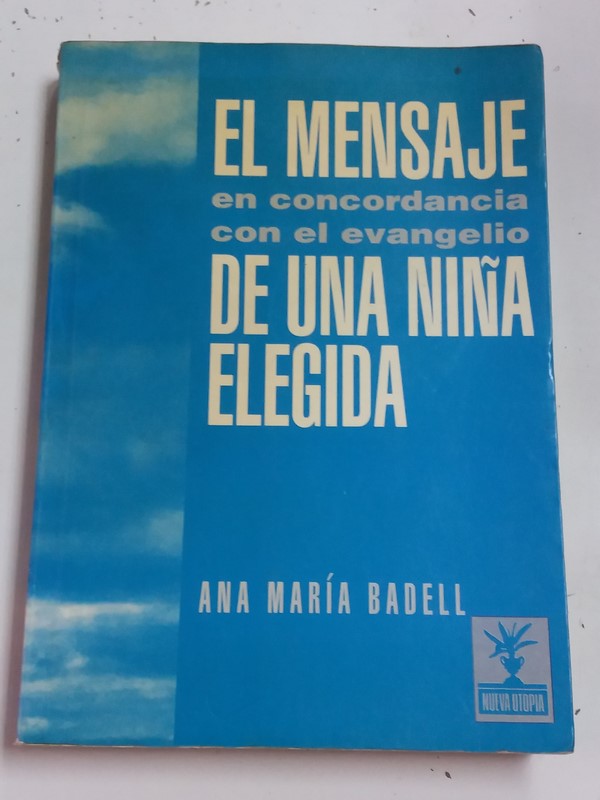 EL MENSAJE
en concordancia
con el evangelio
DE UNA NIÑA
ELEGIDA
ANA MARÍA BADELL
NUEVA UTOPIA